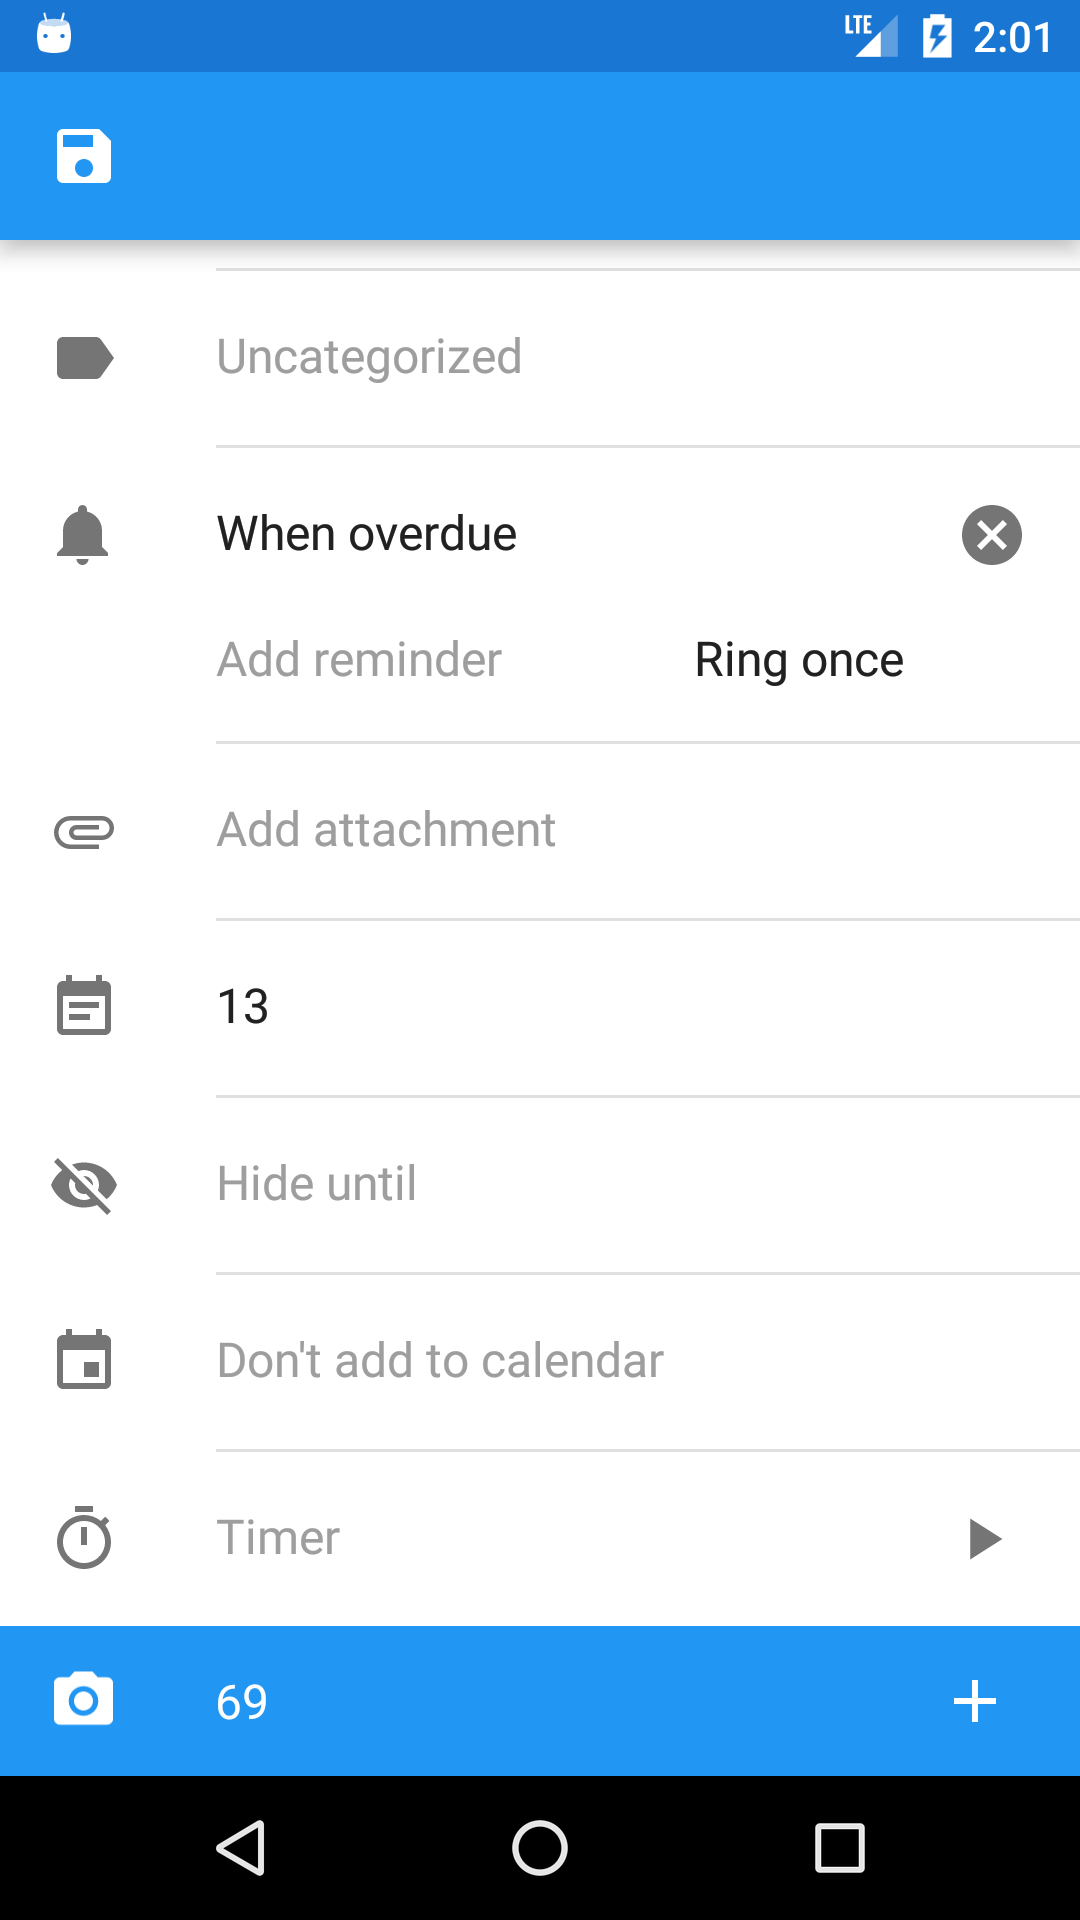 LTE 2:01
Uncategorized
When overdue
Add reminder Ring once
Add attachment
13
Hide until
Don't add to calendar
Timer
69